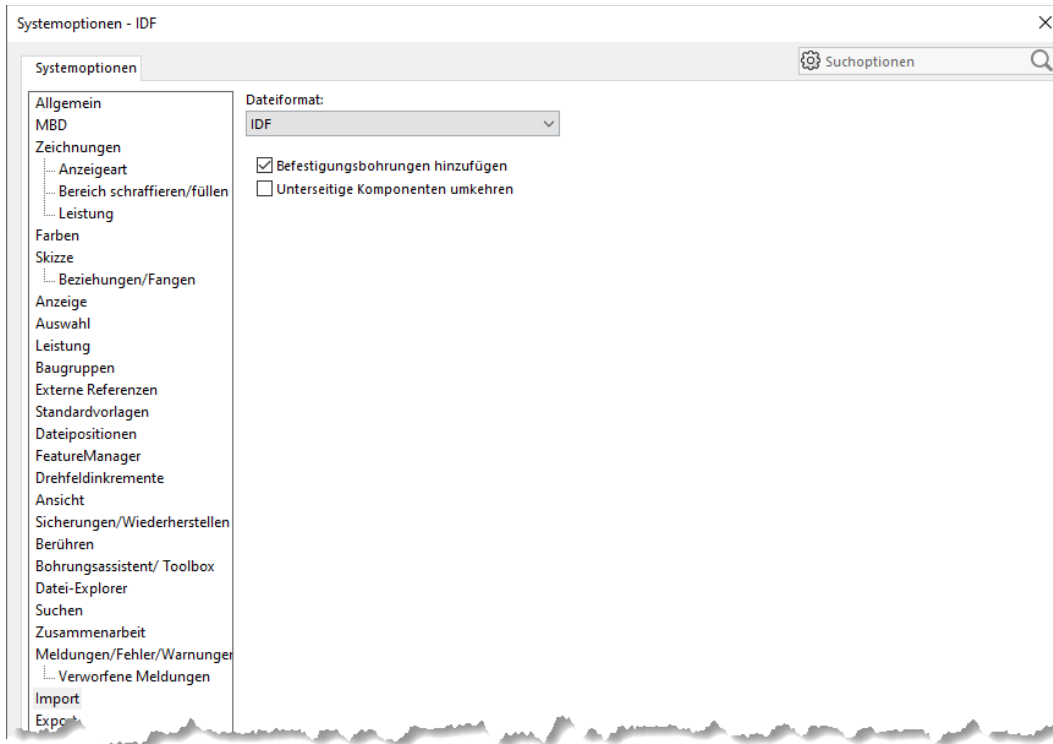 Systemoptionen - IDF
Systemoptionen
Suchoptionen
Allgemein
MBD
Zeichnungen
Anzeigeart
Bereich schraffieren/füllen
Leistung
Farben
Skizze
Beziehungen/Fangen
Anzeige
Auswahl
Leistung
Baugruppen
Externe Referenzen
Standardvorlagen
Dateipositionen
FeatureManager
Drehfeldinkremente
Ansicht
Sicherungen/Wiederherstellen
Berühren
Bohrungsassistent/ Toolbox
Datei-Explorer
Suchen
Zusammenarbeit
Meldungen/Fehler/Warnungen
Verworfene Meldungen
Import
Export
Dateiformat:
IDF
Befestigungsbohrungen hinzufügen
Unterseitige Komponenten umkehren